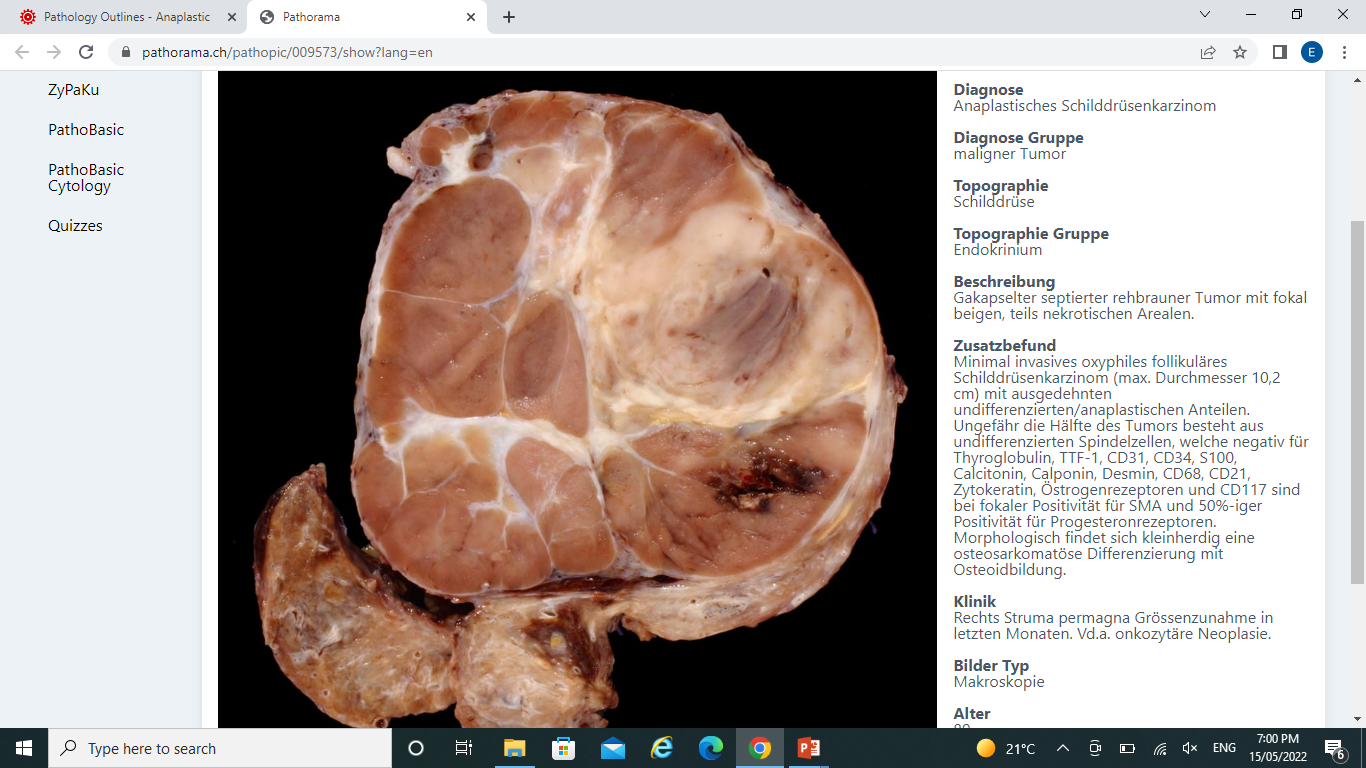 Pathology Outlines - Anaplastic
Pathorama
pathorama.ch/pathopic/009573/show?lang=en
E
ZyPaKu
PathoBasic
PathoBasic
Cytology
Quizzes
Diagnose
Anaplastisches Schilddrüsenkarzinom
Diagnose Gruppe
maligner Tumor
Topographie
Schilddrüse
Topographie Gruppe
Endokrinium
Beschreibung
Gakapselter septierter rehbrauner Tumor mit fokal
beigen, teils nekrotischen Arealen.
Zusatzbefund
Minimal invasives oxyphiles follikuläres
Schilddrüsenkarzinom (max. Durchmesser 10,2
cm) mit ausgedehnten
undifferenzierten/anaplastischen Anteilen.
Ungefähr die Hälfte des Tumors besteht aus
undifferenzierten Spindelzellen, welche negativ für
Thyroglobulin, TTF-1, CD31, CD34, S100,
Calcitonin, Calponin, Desmin, CD68, CD21,
Zytokeratin, Östrogenrezeptoren und CD117 sind
bei fokaler Positivität für SMA und 50%-iger
Positivität für Progesteronrezeptoren.
Morphologisch findet sich kleinherdig eine
osteosarkomatöse Differenzierung mit
Osteoidbildung.
Klinik
Rechts Struma permagna Grössenzunahme in
letzten Monaten. Vd.a. onkozytäre Neoplasie.
Bilder Typ
Makroskopie
Alter
Type here to search
21°C
ENG
7:00 PM
15/05/2022
6